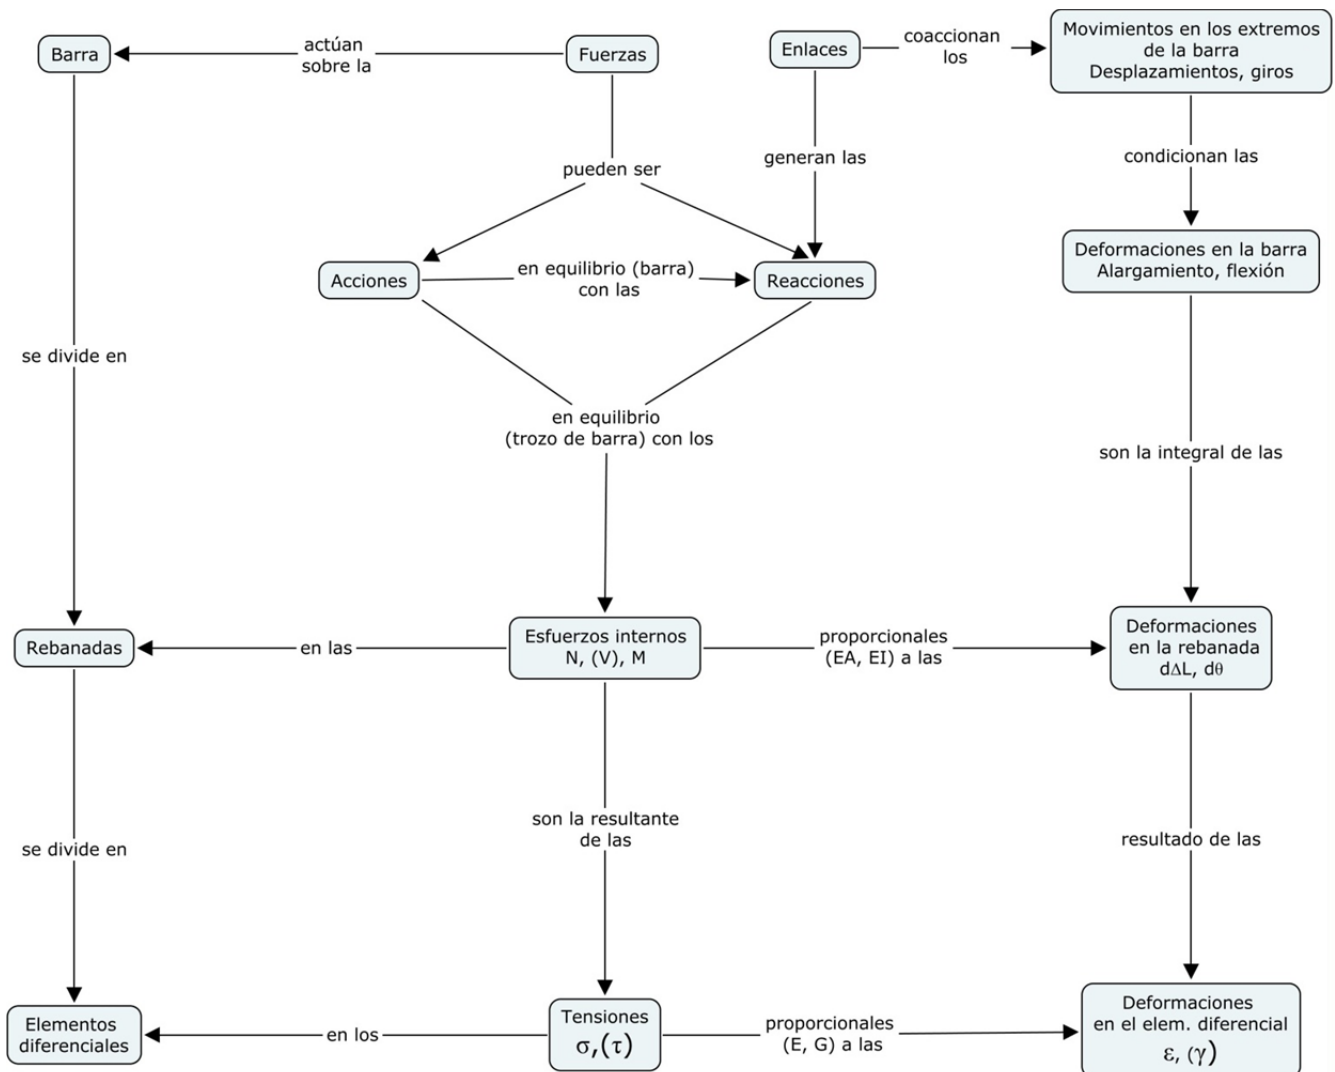 Barra
actúan
sobre la
Fuerzas
Enlaces
coaccionan
los
Movimientos en los extremos
de la barra
Desplazamientos, giros
pueden ser
generan las
condicionan las
Acciones
en equilibrio (barra)
con las
Reacciones
Deformaciones en la barra
Alargamiento, flexión
se divide en
en equilibrio
(trozo de barra) con los
son la integral de las
Rebanadas
en las
Esfuerzos internos
N, (V), M
proporcionales
(EA, EI) a las
Deformaciones
en la rebanada
dΔL, dθ
se divide en
son la resultante
de las
resultado de las
Elementos
diferenciales
en los
Tensiones
σ,(τ)
proporcionales
(E, G) a las
Deformaciones
en el elem. diferencial
ε, (γ)